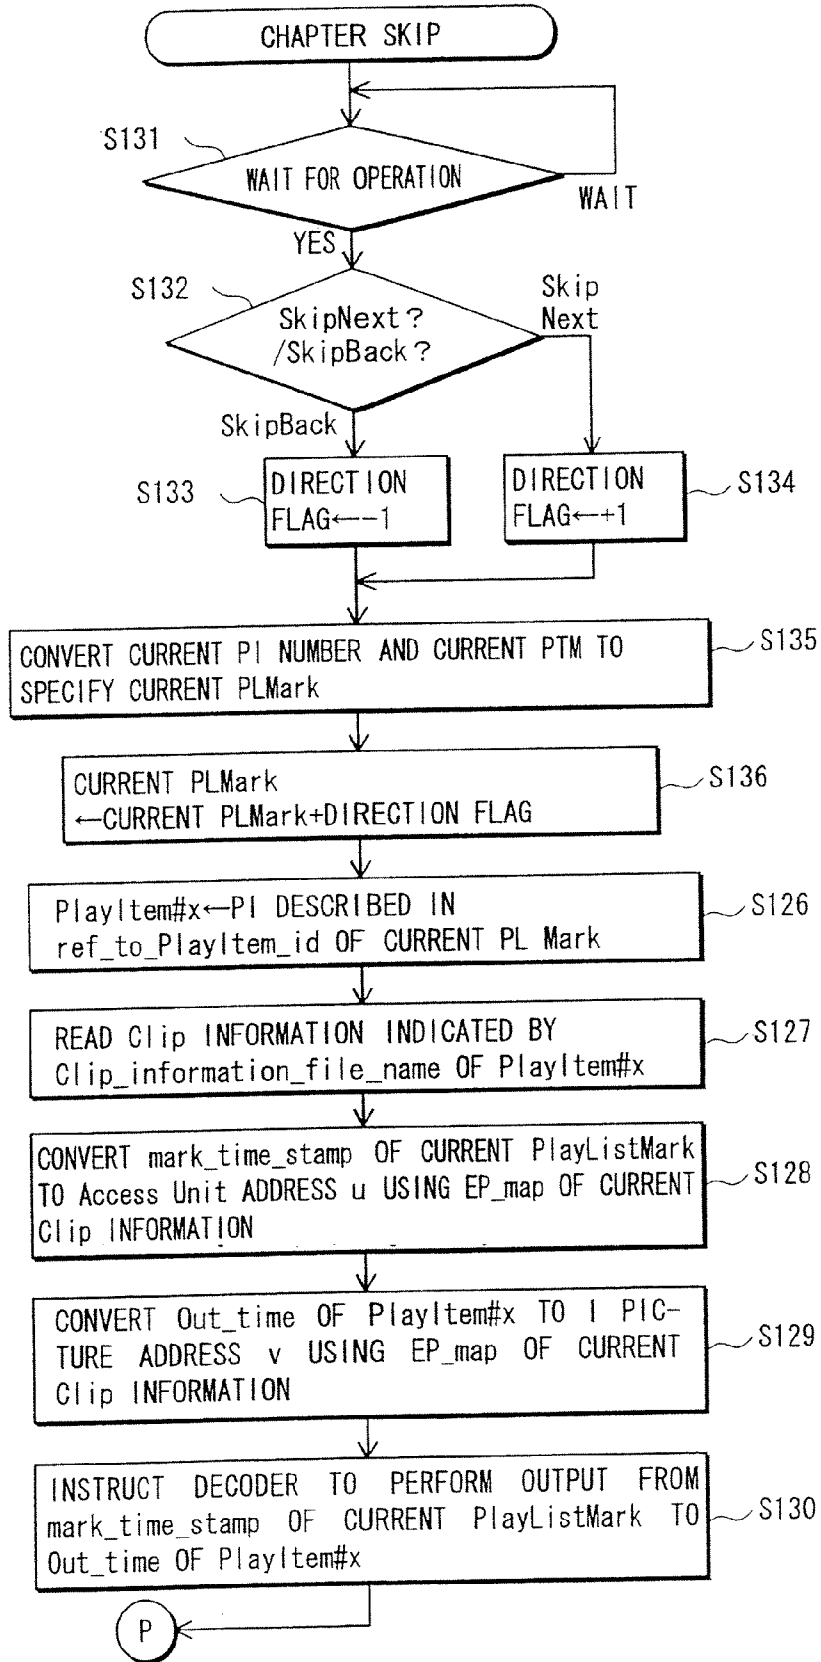 CHAPTER SKIP
S131
WAIT FOR OPERATION
WAIT
YES
S132
SkipNext?
/SkipBack?
Skip
Next
SkipBack
S133
DIRECTION
FLAG←−1
DIRECTION
FLAG←+1
S134
CONVERT CURRENT PI NUMBER AND CURRENT PTM TO
SPECIFY CURRENT PLMark
S135
CURRENT PLMark
←CURRENT PLMark+DIRECTION FLAG
S136
PlayItem#x←PI DESCRIBED IN
ref_to_PlayItem_id OF CURRENT PL Mark
S126
READ Clip INFORMATION INDICATED BY
Clip_information_file_name OF PlayItem#x
S127
CONVERT mark_time_stamp OF CURRENT PlayListMark
TO Access Unit ADDRESS u USING EP_map OF CURRENT
Clip INFORMATION
S128
CONVERT Out_time OF PlayItem#x TO I PIC-
TURE ADDRESS v USING EP_map OF CURRENT
Clip INFORMATION
S129
INSTRUCT DECODER TO PERFORM OUTPUT FROM
mark_time_stamp OF CURRENT PlayListMark TO
Out_time OF PlayItem#x
S130
P